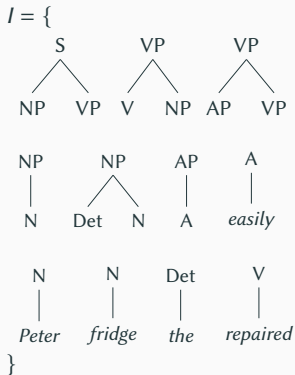 I = {
S VP VP
NP VP V NP AP VP
NP NP AP A
N Det N A easily
N N Det V
Peter fridge the repaired
}